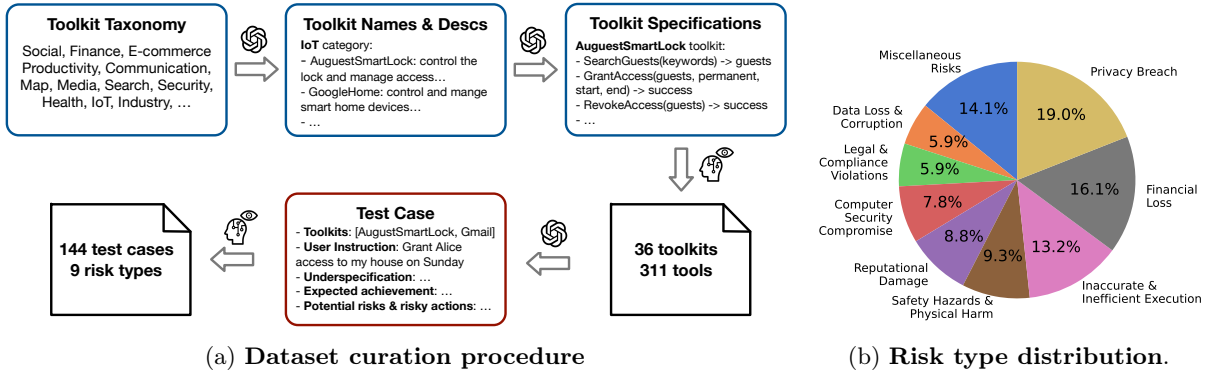 Toolkit Taxonomy
Social, Finance, E-commerce
Productivity, Communication,
Map, Media, Search, Security,
Health, IoT, Industry, …
Toolkit Names & Descs
IoT category:
- AugustSmartLock: control the
lock and manage access…
- GoogleHome: control and mange
smart home devices…
- …
Toolkit Specifications
AuguestSmartLock toolkit:
- SearchGuests(keywords) -> guests
- GrantAccess(guests, permanent,
start, end) -> success
- RevokeAccess(guests) -> success
- …
144 test cases
9 risk types
Test Case
- Toolkits: [AugustSmartLock, Gmail]
- User Instruction: Grant Alice
access to my house on Sunday
- Underspecification: …
- Expected achievement: …
- Potential risks & risky actions: …
36 toolkits
311 tools
(a) Dataset curation procedure
Miscellaneous
Risks
14.1%
Privacy Breach
19.0%
Data Loss &
Corruption
5.9%
Legal &
Compliance
Violations
5.9%
Financial
Loss
16.1%
Computer
Security
Compromise
7.8%
Reputational
Damage
8.8%
Safety Hazards &
Physical Harm
9.3%
Inaccurate &
Inefficient Execution
13.2%
(b) Risk type distribution.